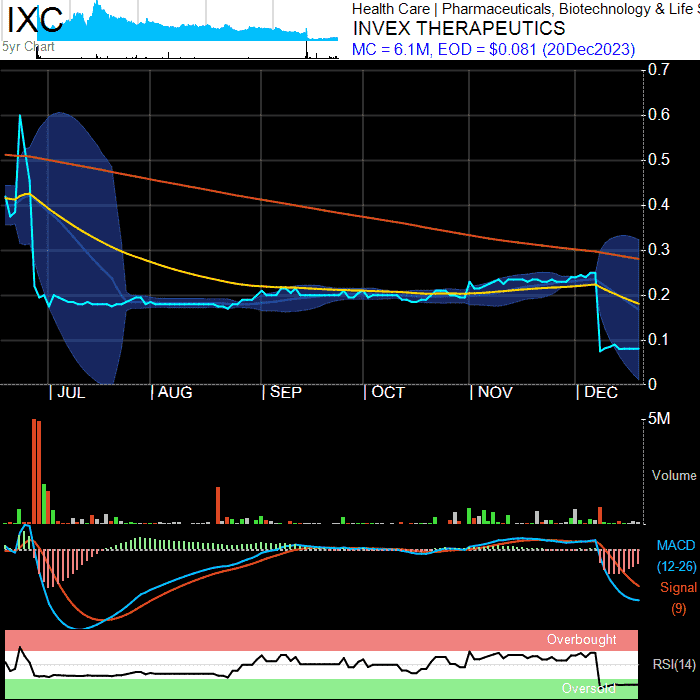 IXC
5yr Chart
Health Care | Pharmaceuticals, Biotechnology & Life S
INVEX THERAPEUTICS
MC = 6.1M, EOD = $0.081 (20Dec2023)
0.7
0.6
0.5
0.4
0.3
0.2
0.1
0
| JUL | AUG | SEP | OCT | NOV | DEC
5M
Volume
MACD
(12-26)
Signal
(9)
Overbought
RSI(14)
Oversold